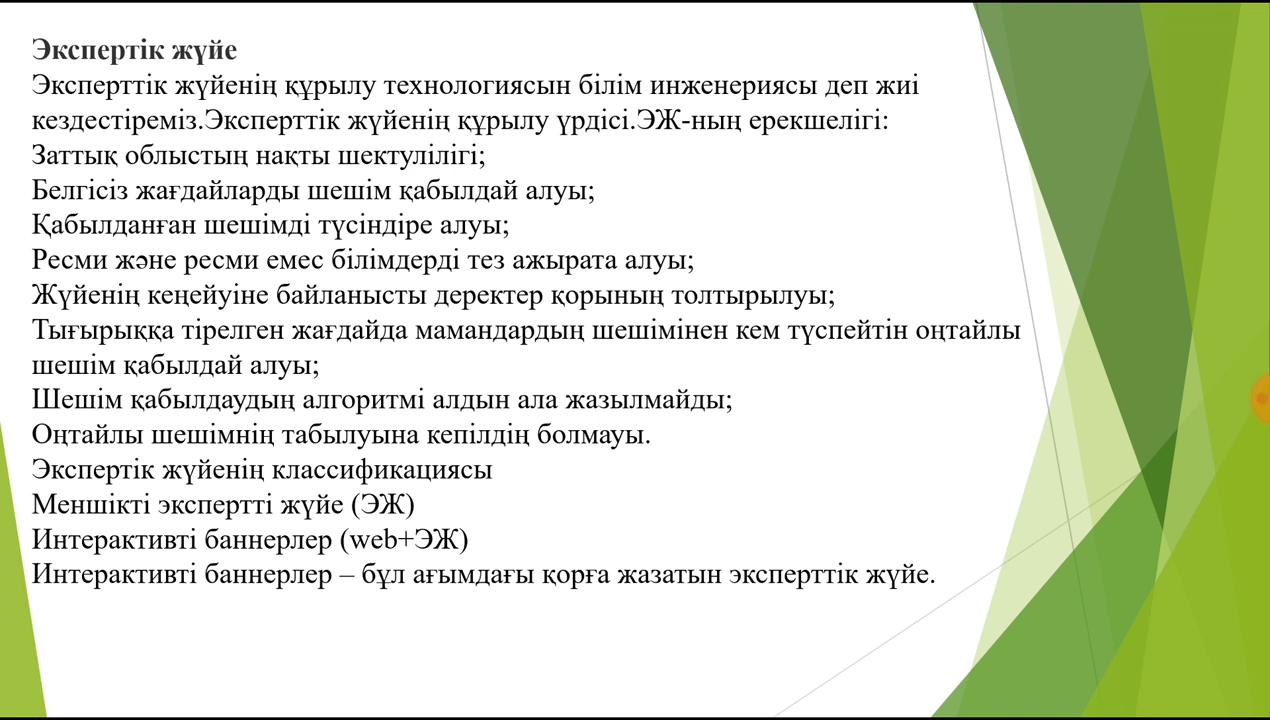 Экспертік жүйе
Эксперттік жүйенің құрылу технологиясын білім инженериясы деп жиі
кездестіреміз.Эксперттік жүйенің құрылу үрдісі.ЭЖ-ның ерекшелігі:
Заттық облыстың нақты шектулілігі;
Белгісіз жағдайларды шешім қабылдай алуы;
Қабылданған шешімді түсіндіре алуы;
Ресми және ресми емес білімдерді тез ажырата алуы;
Жүйенің кеңейуіне байланысты деректер қорының толтырылуы;
Тығырыққа тірелген жағдайда мамандардың шешімінен кем түспейтін оңтайлы
шешім қабылдай алуы;
Шешім қабылдаудың алгоритмі алдын ала жазылмайды;
Оңтайлы шешімнің табылуына кепілдің болмауы.
Экспертік жүйенің классификациясы
Меншікті экспертті жүйе (ЭЖ)
Интерактивті баннерлер (web+ЭЖ)
Интерактивті баннерлер – бұл ағымдағы қорға жазатын эксперттік жүйе.